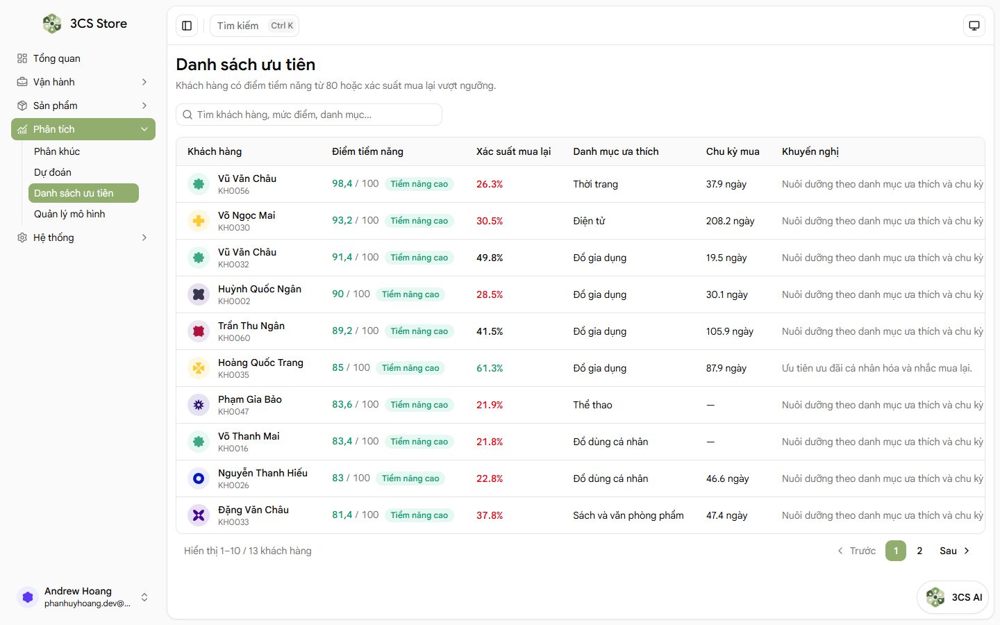 3CS Store
Tổng quan
Vận hành
Sản phẩm
Phân tích
Phân khúc
Dự đoán
Danh sách ưu tiên
Quản lý mô hình
Hệ thống
Andrew Hoang
phanhuyhoang.dev@...
Tìm kiếm Ctrl K
Danh sách ưu tiên
Khách hàng có điểm tiềm năng từ 80 hoặc xác suất mua lại vượt ngưỡng.
Tìm khách hàng, mức điểm, danh mục...
Khách hàng Điểm tiềm năng Xác suất mua lại Danh mục ưa thích Chu kỳ mua Khuyến nghị
Vũ Văn Châu
KH0056
98,4 / 100 Tiềm năng cao 26.3% Thời trang 37.9 ngày Nuôi dưỡng theo danh mục ưa thích và chu kỳ
Võ Ngọc Mai
KH0030
93,2 / 100 Tiềm năng cao 30.5% Điện tử 208.2 ngày Nuôi dưỡng theo danh mục ưa thích và chu kỳ
Vũ Văn Châu
KH0032
91,4 / 100 Tiềm năng cao 49.8% Đồ gia dụng 19.5 ngày Nuôi dưỡng theo danh mục ưa thích và chu kỳ
Huỳnh Quốc Ngân
KH0002
90 / 100 Tiềm năng cao 28.5% Đồ gia dụng 30.1 ngày Nuôi dưỡng theo danh mục ưa thích và chu kỳ
Trần Thu Ngân
KH0060
89,2 / 100 Tiềm năng cao 41.5% Đồ gia dụng 105.9 ngày Nuôi dưỡng theo danh mục ưa thích và chu kỳ
Hoàng Quốc Trang
KH0035
85 / 100 Tiềm năng cao 61.3% Đồ gia dụng 87.9 ngày Ưu tiên ưu đãi cá nhân hóa và nhắc mua lại.
Phạm Gia Bảo
KH0047
83,6 / 100 Tiềm năng cao 21.9% Thể thao — Nuôi dưỡng theo danh mục ưa thích và chu kỳ
Võ Thanh Mai
KH0016
83,4 / 100 Tiềm năng cao 21.8% Đồ dùng cá nhân — Nuôi dưỡng theo danh mục ưa thích và chu kỳ
Nguyễn Thanh Hiếu
KH0026
83 / 100 Tiềm năng cao 22.8% Đồ dùng cá nhân 46.6 ngày Nuôi dưỡng theo danh mục ưa thích và chu kỳ
Đặng Văn Châu
KH0033
81,4 / 100 Tiềm năng cao 37.8% Sách và văn phòng phẩm 47.4 ngày Nuôi dưỡng theo danh mục ưa thích và chu kỳ
Hiển thị 1–10 / 13 khách hàng
Trước 1 2 Sau
3CS AI